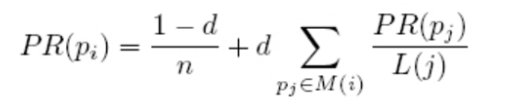 PR(p_i) = \frac{1-d}{n} + d \sum_{p_j \in M(i)} \frac{PR(p_j)}{L(j)}